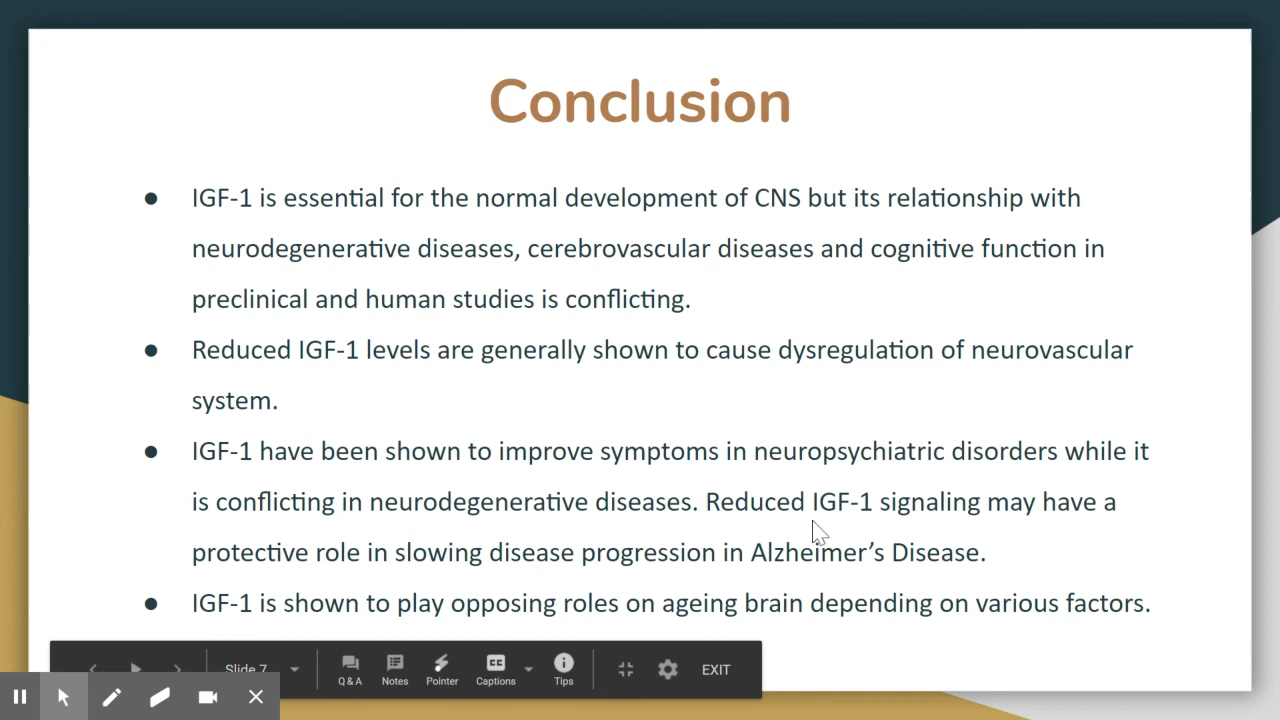 Conclusion
● IGF-1 is essential for the normal development of CNS but its relationship with
neurodegenerative diseases, cerebrovascular diseases and cognitive function in
preclinical and human studies is conflicting.
● Reduced IGF-1 levels are generally shown to cause dysregulation of neurovascular
system.
● IGF-1 have been shown to improve symptoms in neuropsychiatric disorders while it
is conflicting in neurodegenerative diseases. Reduced IGF-1 signaling may have a
protective role in slowing disease progression in Alzheimer’s Disease.
● IGF-1 is shown to play opposing roles on ageing brain depending on various factors.
Slide 7
Q & A Notes Pointer CC Captions Tips EXIT